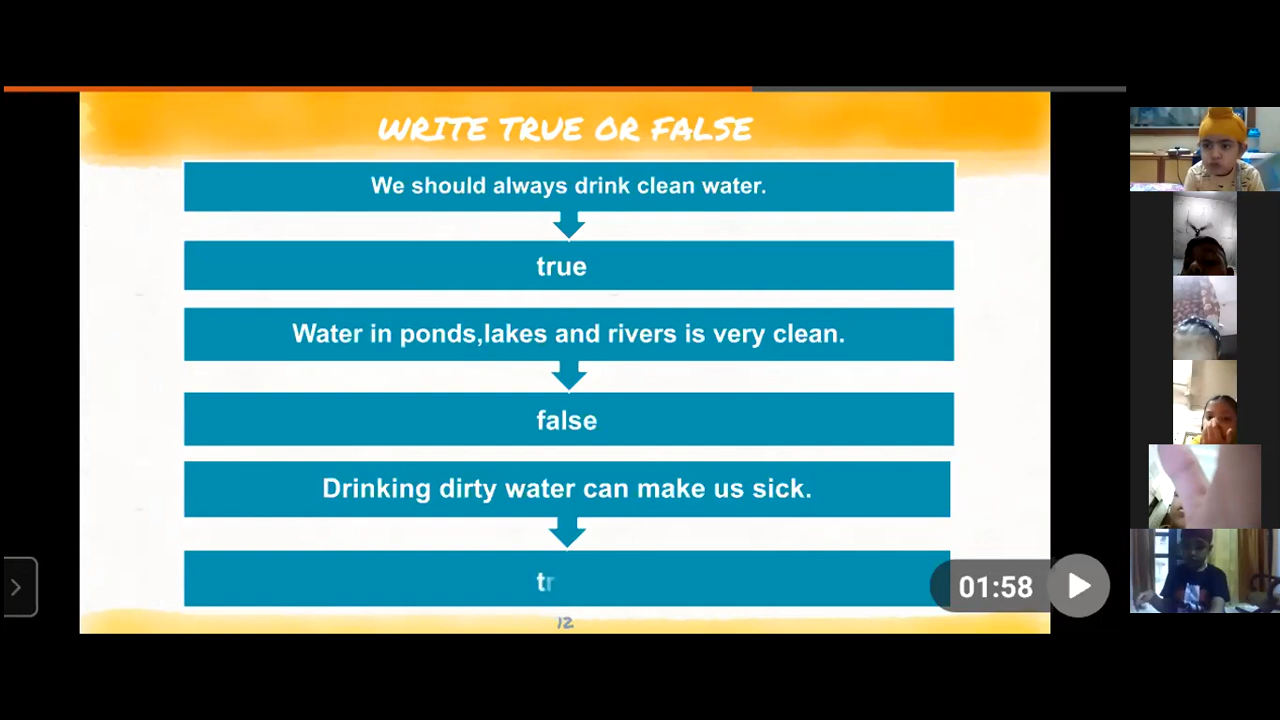 WRITE TRUE OR FALSE
We should always drink clean water.
true
Water in ponds,lakes and rivers is very clean.
false
Drinking dirty water can make us sick.
tr
01:58
12